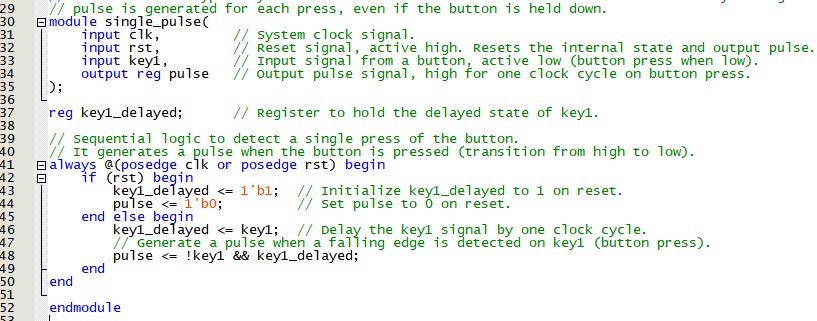 29 // pulse is generated for each press, even if the button is held down.
30 module single_pulse(
31 input clk, // System clock signal.
32 input rst, // Reset signal, active high. Resets the internal state and output pulse.
33 input key1, // Input signal from a button, active low (button press when low).
34 output reg pulse // Output pulse signal, high for one clock cycle on button press.
35 );
36
37 reg key1_delayed; // Register to hold the delayed state of key1.
38
39 // Sequential logic to detect a single press of the button.
40 // It generates a pulse when the button is pressed (transition from high to low).
41 always @(posedge clk or posedge rst) begin
42 if (rst) begin
43 key1_delayed <= 1'b1; // Initialize key1_delayed to 1 on reset.
44 pulse <= 1'b0; // Set pulse to 0 on reset.
45 end else begin
46 key1_delayed <= key1; // Delay the key1 signal by one clock cycle.
47 // Generate a pulse when a falling edge is detected on key1 (button press).
48 pulse <= !key1 && key1_delayed;
49 end
50 end
51
52 endmodule
53